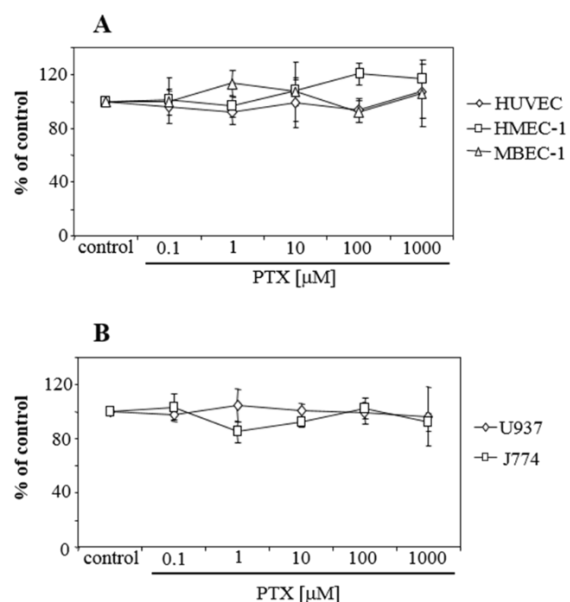 A
% of control
120
80
40
0
control 0.1 1 10 100 1000
PTX [µM]
HUVEC
HMEC-1
MBEC-1
B
% of control
120
80
40
0
control 0.1 1 10 100 1000
PTX [µM]
U937
J774